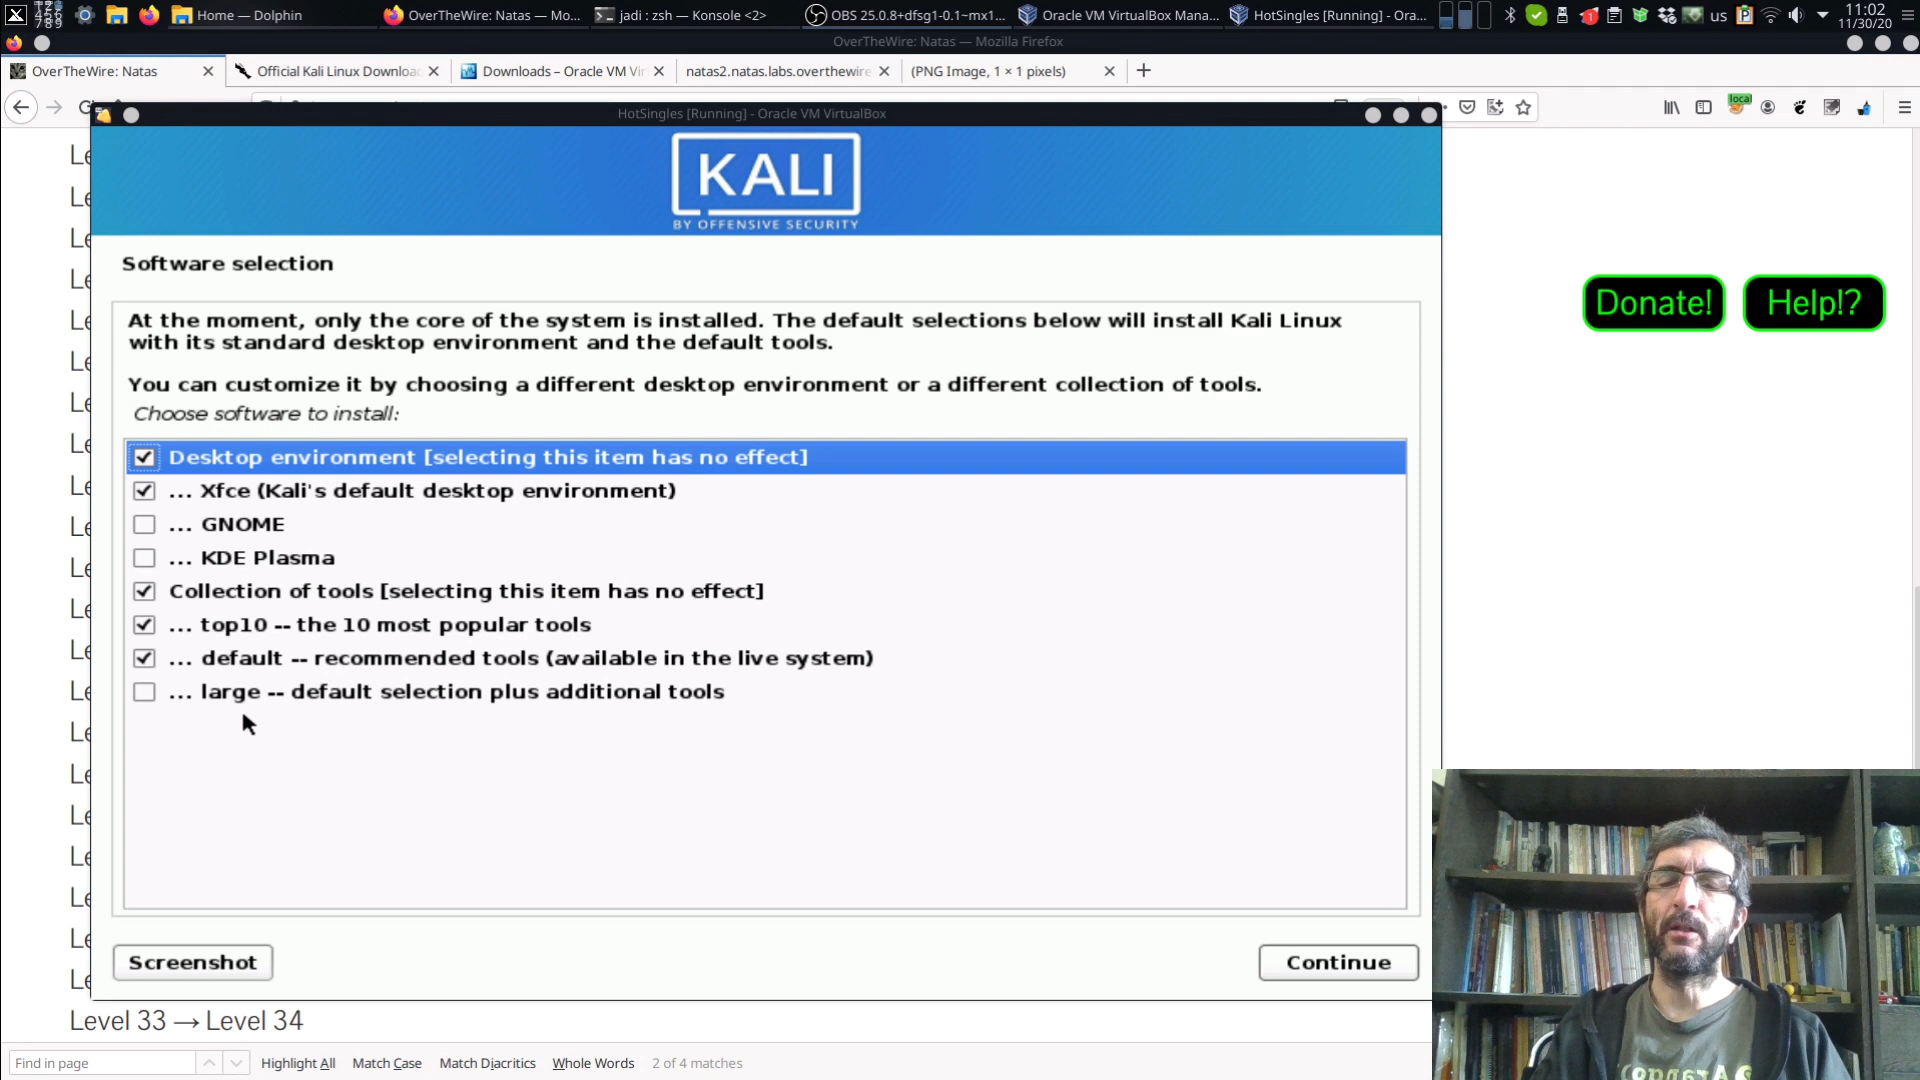 Home — Dolphin
OverTheWire: Natas — Mo...
jadi : zsh — Konsole <2>
OBS 25.0.8+dfsg1-0.1~mx1...
Oracle VM VirtualBox Mana...
HotSingles [Running] - Ora...
us
11:02
11/30/20
OverTheWire: Natas — Mozilla Firefox
OverTheWire: Natas
Official Kali Linux Downloa
Downloads – Oracle VM Vir
natas2.natas.labs.overthewire
(PNG Image, 1 × 1 pixels)
local
HotSingles [Running] - Oracle VM VirtualBox
KALI
BY OFFENSIVE SECURITY
Software selection
At the moment, only the core of the system is installed. The default selections below will install Kali Linux
with its standard desktop environment and the default tools.
You can customize it by choosing a different desktop environment or a different collection of tools.
Choose software to install:
Desktop environment [selecting this item has no effect]
... Xfce (Kali's default desktop environment)
... GNOME
... KDE Plasma
Collection of tools [selecting this item has no effect]
... top10 -- the 10 most popular tools
... default -- recommended tools (available in the live system)
... large -- default selection plus additional tools
Screenshot
Continue
Donate!
Help!?
Level 33 → Level 34
Find in page
Highlight All
Match Case
Match Diacritics
Whole Words
2 of 4 matches